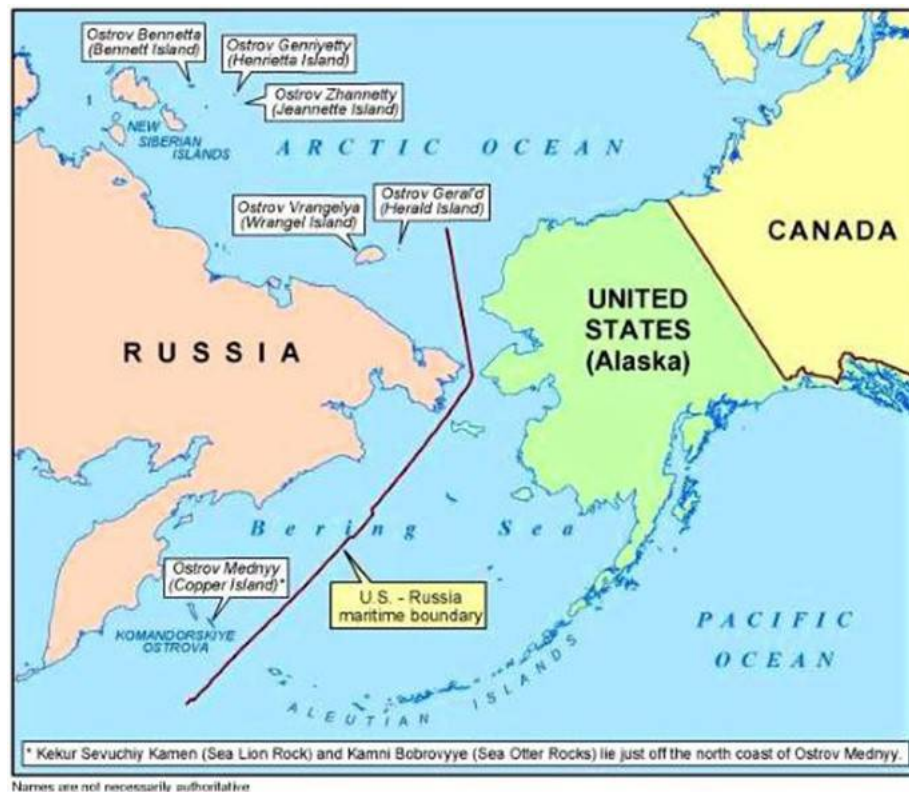 Ostrov Bennetta
(Bennett Island)
Ostrov Genriyetty
(Henrietta Island)
Ostrov Zhannetty
(Jeannette Island)
NEW
SIBERIAN
ISLANDS
ARCTIC OCEAN
Ostrov Vrangelya
(Wrangel Island)
Ostrov Geral'd
(Herald Island)
CANADA
UNITED
STATES
(Alaska)
RUSSIA
Bering Sea
Ostrov Mednyy
(Copper Island)*
U.S. - Russia
maritime boundary
KOMANDORSKIYE
OSTROVA
PACIFIC
OCEAN
ALEUTIAN ISLANDS
* Kekur Sevuchiy Kamen (Sea Lion Rock) and Kamni Bobrovyye (Sea Otter Rocks) lie just off the north coast of Ostrov Mednyy.
Names are not necessarily authoritative